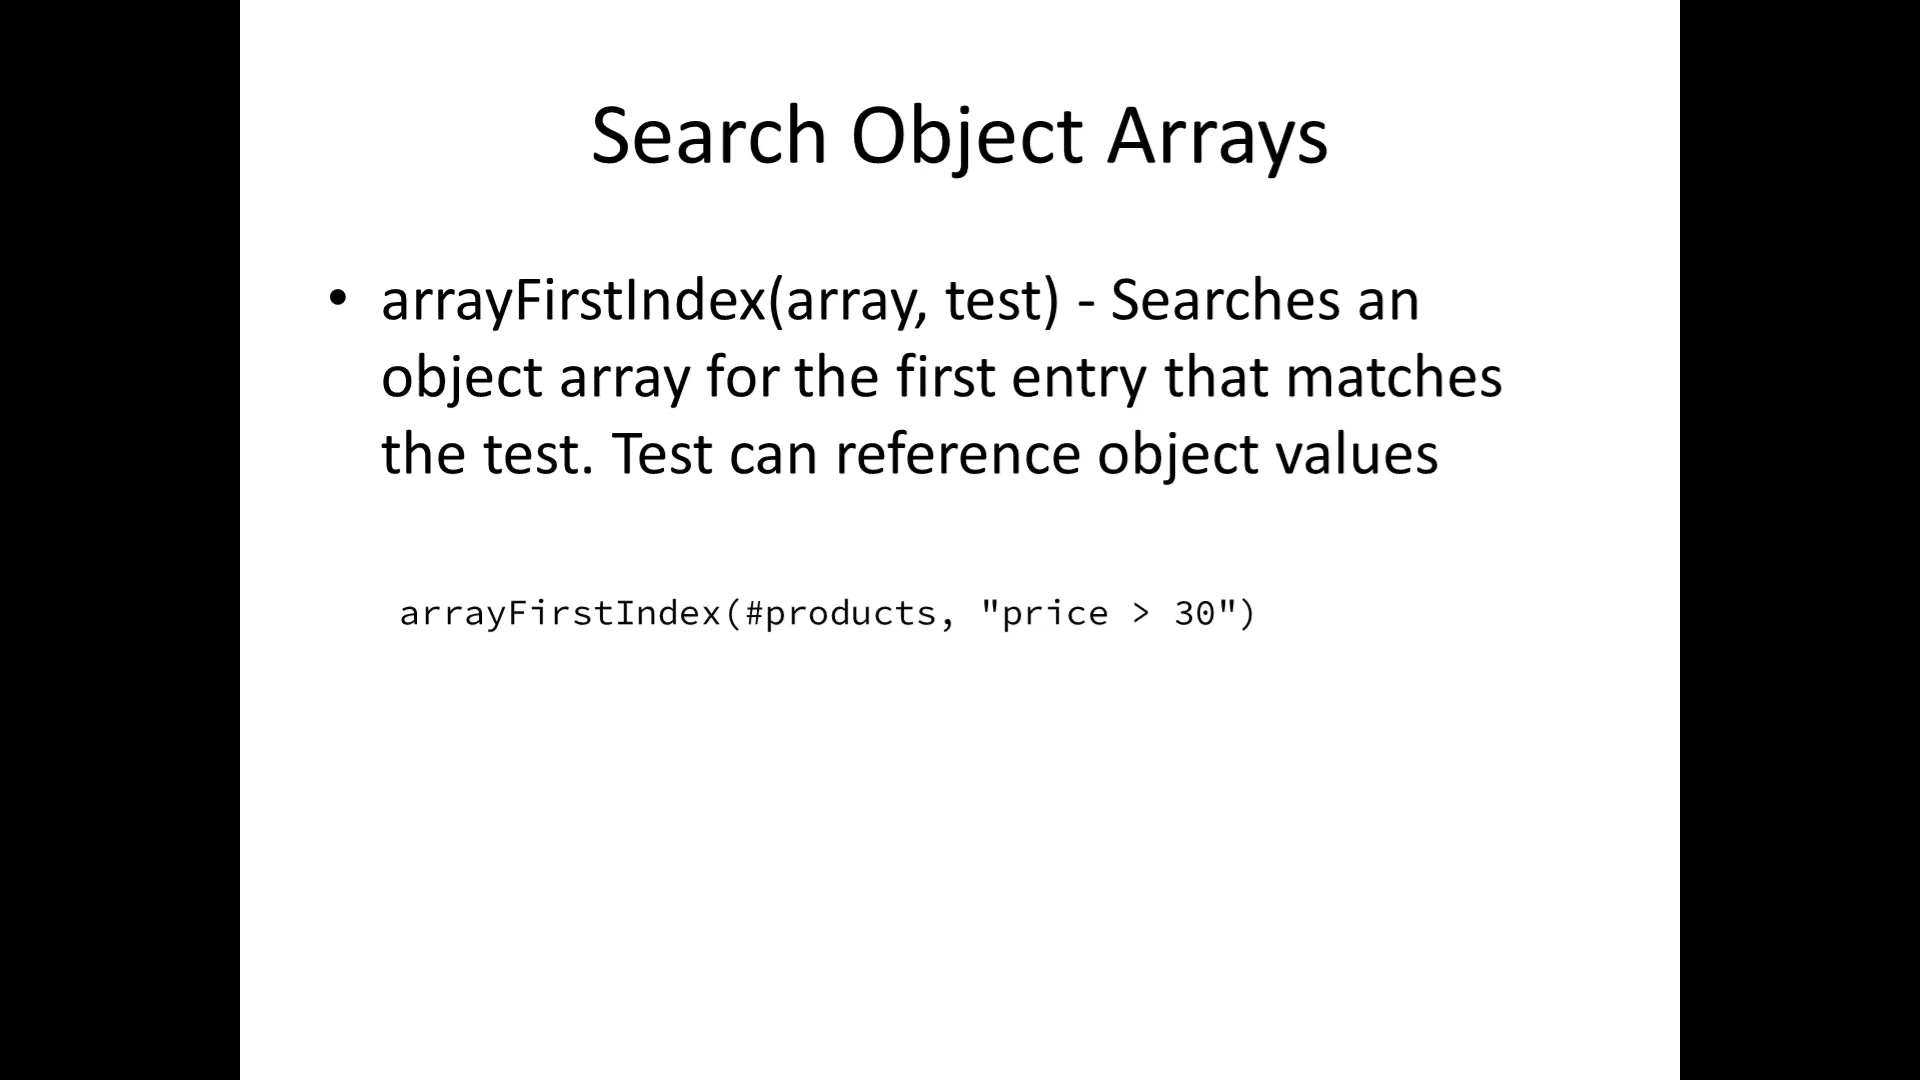 Search Object Arrays
• arrayFirstIndex(array, test) - Searches an
object array for the first entry that matches
the test. Test can reference object values
arrayFirstIndex(#products, "price > 30")